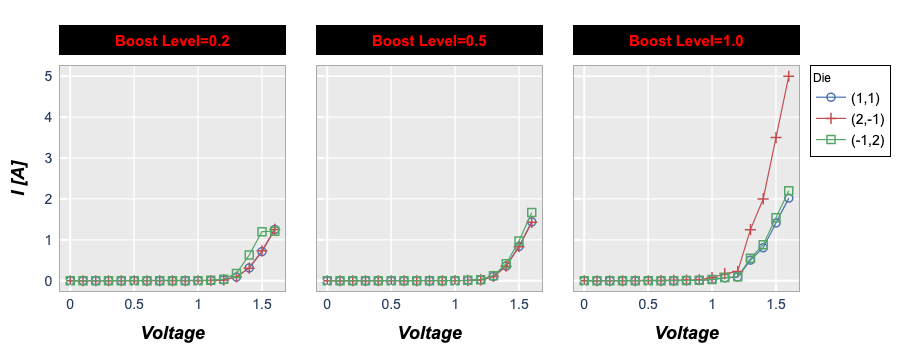 Boost Level=0.2
Boost Level=0.5
Boost Level=1.0
Die
(1,1)
(2,-1)
(-1,2)
I [A]
5
4
3
2
1
0
0 0.5 1 1.5
0 0.5 1 1.5
0 0.5 1 1.5
Voltage
Voltage
Voltage